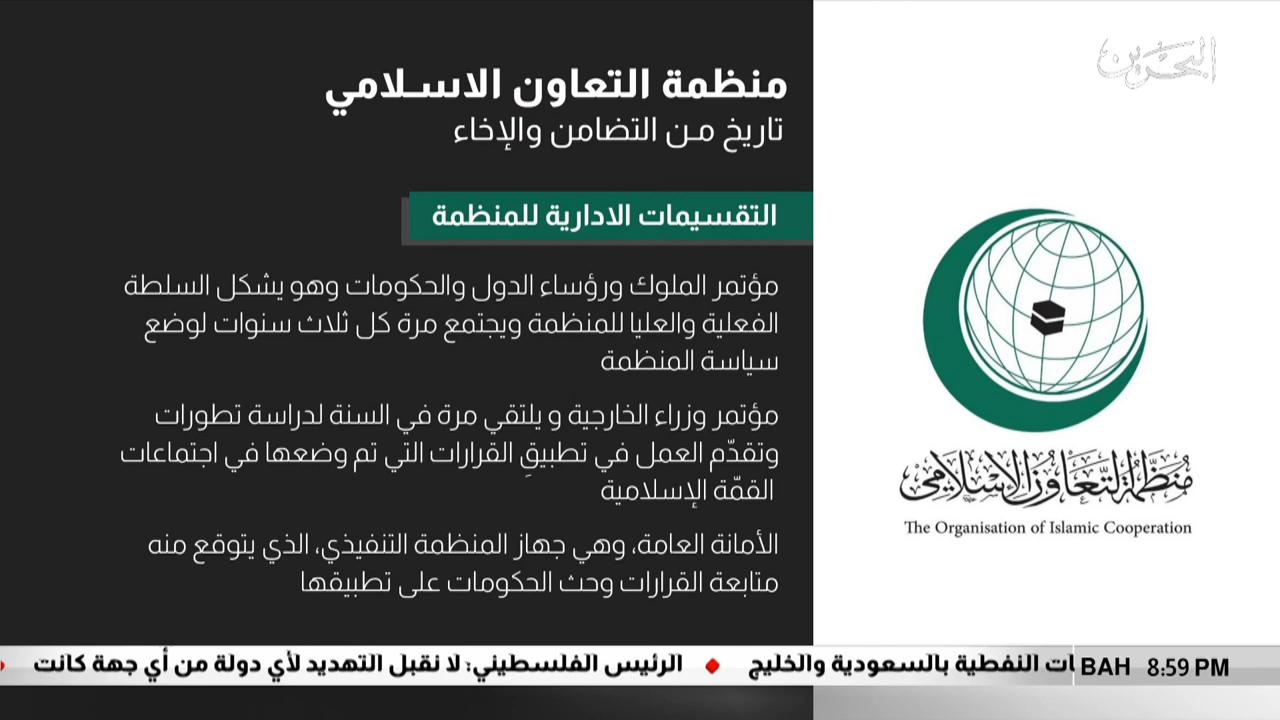 البحرين
منظمة التعاون الاسلامي
تاريخ من التضامن والإخاء
التقسيمات الادارية للمنظمة
مؤتمر الملوك ورؤساء الدول والحكومات وهو يشكل السلطة
الفعلية والعليا للمنظمة ويجتمع مرة كل ثلاث سنوات لوضع
سياسة المنظمة
مؤتمر وزراء الخارجية و يلتقي مرة في السنة لدراسة تطورات
وتقدّم العمل في تطبيقِ القرارات التي تم وضعها في اجتماعات
القمّة الإسلامية
الأمانة العامة، وهي جهاز المنظمة التنفيذي، الذي يتوقع منه
متابعة القرارات وحث الحكومات على تطبيقها
منظمة التعاون الإسلامي
The Organisation of Islamic Cooperation
النفطية بالسعودية والخليج
الرئيس الفلسطيني: لا نقبل التهديد لأي دولة من أي جهة كانت
BAH 8:59 PM